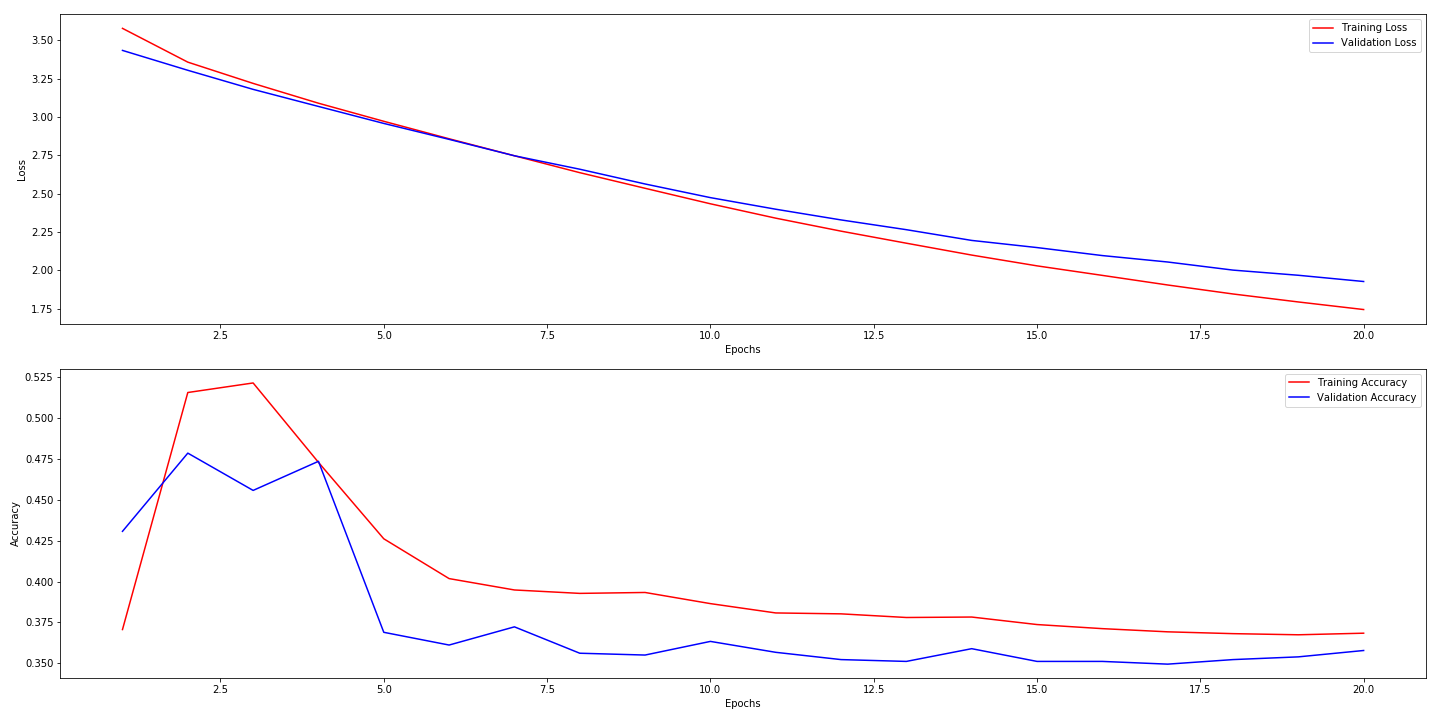 3.50
3.25
3.00
2.75
2.50
2.25
2.00
1.75
Loss
Training Loss
Validation Loss
2.5 5.0 7.5 10.0 12.5 15.0 17.5 20.0
Epochs
0.525
0.500
0.475
0.450
0.425
0.400
0.375
0.350
Accuracy
Training Accuracy
Validation Accuracy
2.5 5.0 7.5 10.0 12.5 15.0 17.5 20.0
Epochs